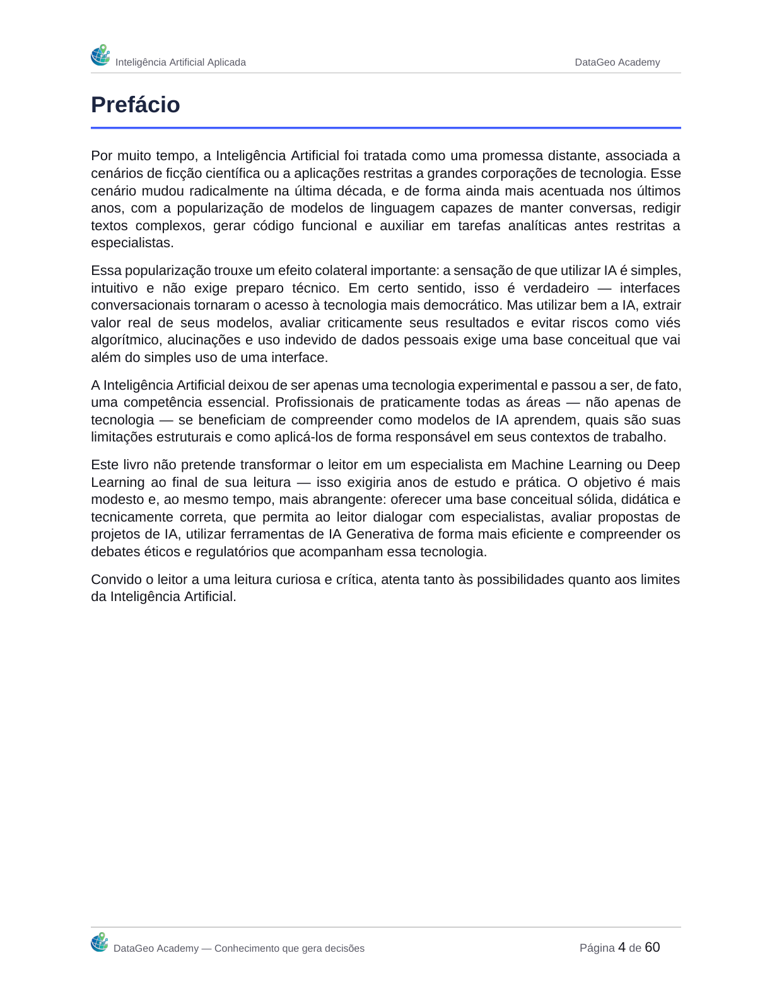 Inteligência Artificial Aplicada DataGeo Academy
Prefácio
Por muito tempo, a Inteligência Artificial foi tratada como uma promessa distante, associada a
cenários de ficção científica ou a aplicações restritas a grandes corporações de tecnologia. Esse
cenário mudou radicalmente na última década, e de forma ainda mais acentuada nos últimos
anos, com a popularização de modelos de linguagem capazes de manter conversas, redigir
textos complexos, gerar código funcional e auxiliar em tarefas analíticas antes restritas a
especialistas.
Essa popularização trouxe um efeito colateral importante: a sensação de que utilizar IA é simples,
intuitivo e não exige preparo técnico. Em certo sentido, isso é verdadeiro — interfaces
conversacionais tornaram o acesso à tecnologia mais democrático. Mas utilizar bem a IA, extrair
valor real de seus modelos, avaliar criticamente seus resultados e evitar riscos como viés
algorítmico, alucinações e uso indevido de dados pessoais exige uma base conceitual que vai
além do simples uso de uma interface.
A Inteligência Artificial deixou de ser apenas uma tecnologia experimental e passou a ser, de fato,
uma competência essencial. Profissionais de praticamente todas as áreas — não apenas de
tecnologia — se beneficiam de compreender como modelos de IA aprendem, quais são suas
limitações estruturais e como aplicá-los de forma responsável em seus contextos de trabalho.
Este livro não pretende transformar o leitor em um especialista em Machine Learning ou Deep
Learning ao final de sua leitura — isso exigiria anos de estudo e prática. O objetivo é mais
modesto e, ao mesmo tempo, mais abrangente: oferecer uma base conceitual sólida, didática e
tecnicamente correta, que permita ao leitor dialogar com especialistas, avaliar propostas de
projetos de IA, utilizar ferramentas de IA Generativa de forma mais eficiente e compreender os
debates éticos e regulatórios que acompanham essa tecnologia.
Convido o leitor a uma leitura curiosa e crítica, atenta tanto às possibilidades quanto aos limites
da Inteligência Artificial.
DataGeo Academy — Conhecimento que gera decisões Página 4 de 60